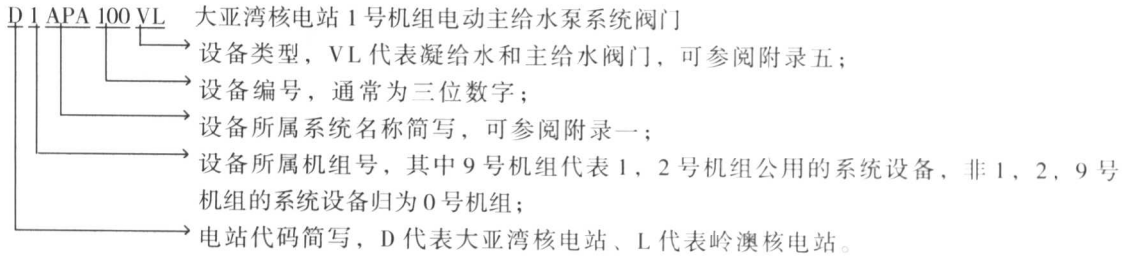 D 1 APA 100 VL 大亚湾核电站1号机组电动主给水泵系统阀门
设备类型，VL代表凝给水和主给水阀门，可参阅附录五；
设备编号，通常为三位数字；
设备所属系统名称简写，可参阅附录一；
设备所属机组号，其中9号机组代表1，2号机组公用的系统设备，非1，2，9号
机组的系统设备归为0号机组；
电站代码简写，D代表大亚湾核电站、L代表岭澳核电站。